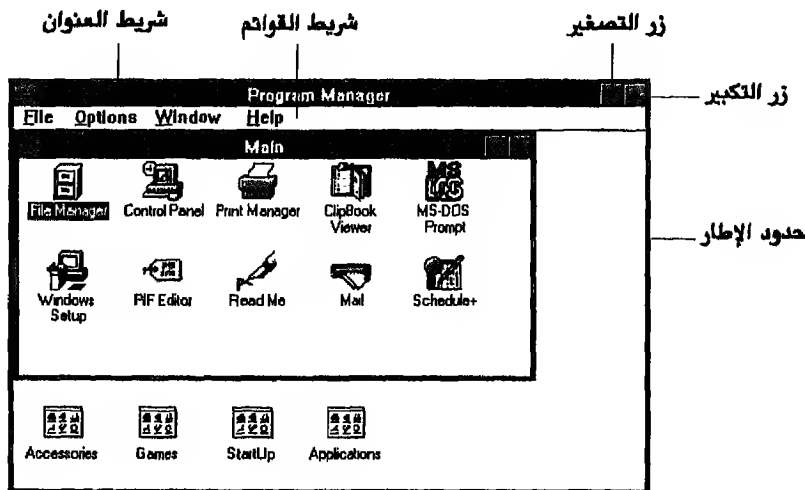 شريط العنوان شريط القوائم زر التصغير
Program Manager
زر التكبير
File Options Window Help
Main
File Manager Control Panel Print Manager ClipBook Viewer MS-DOS Prompt
حدود الإطار
Windows Setup PIF Editor Read Me Mail Schedule+
Accessories Games StartUp Applications